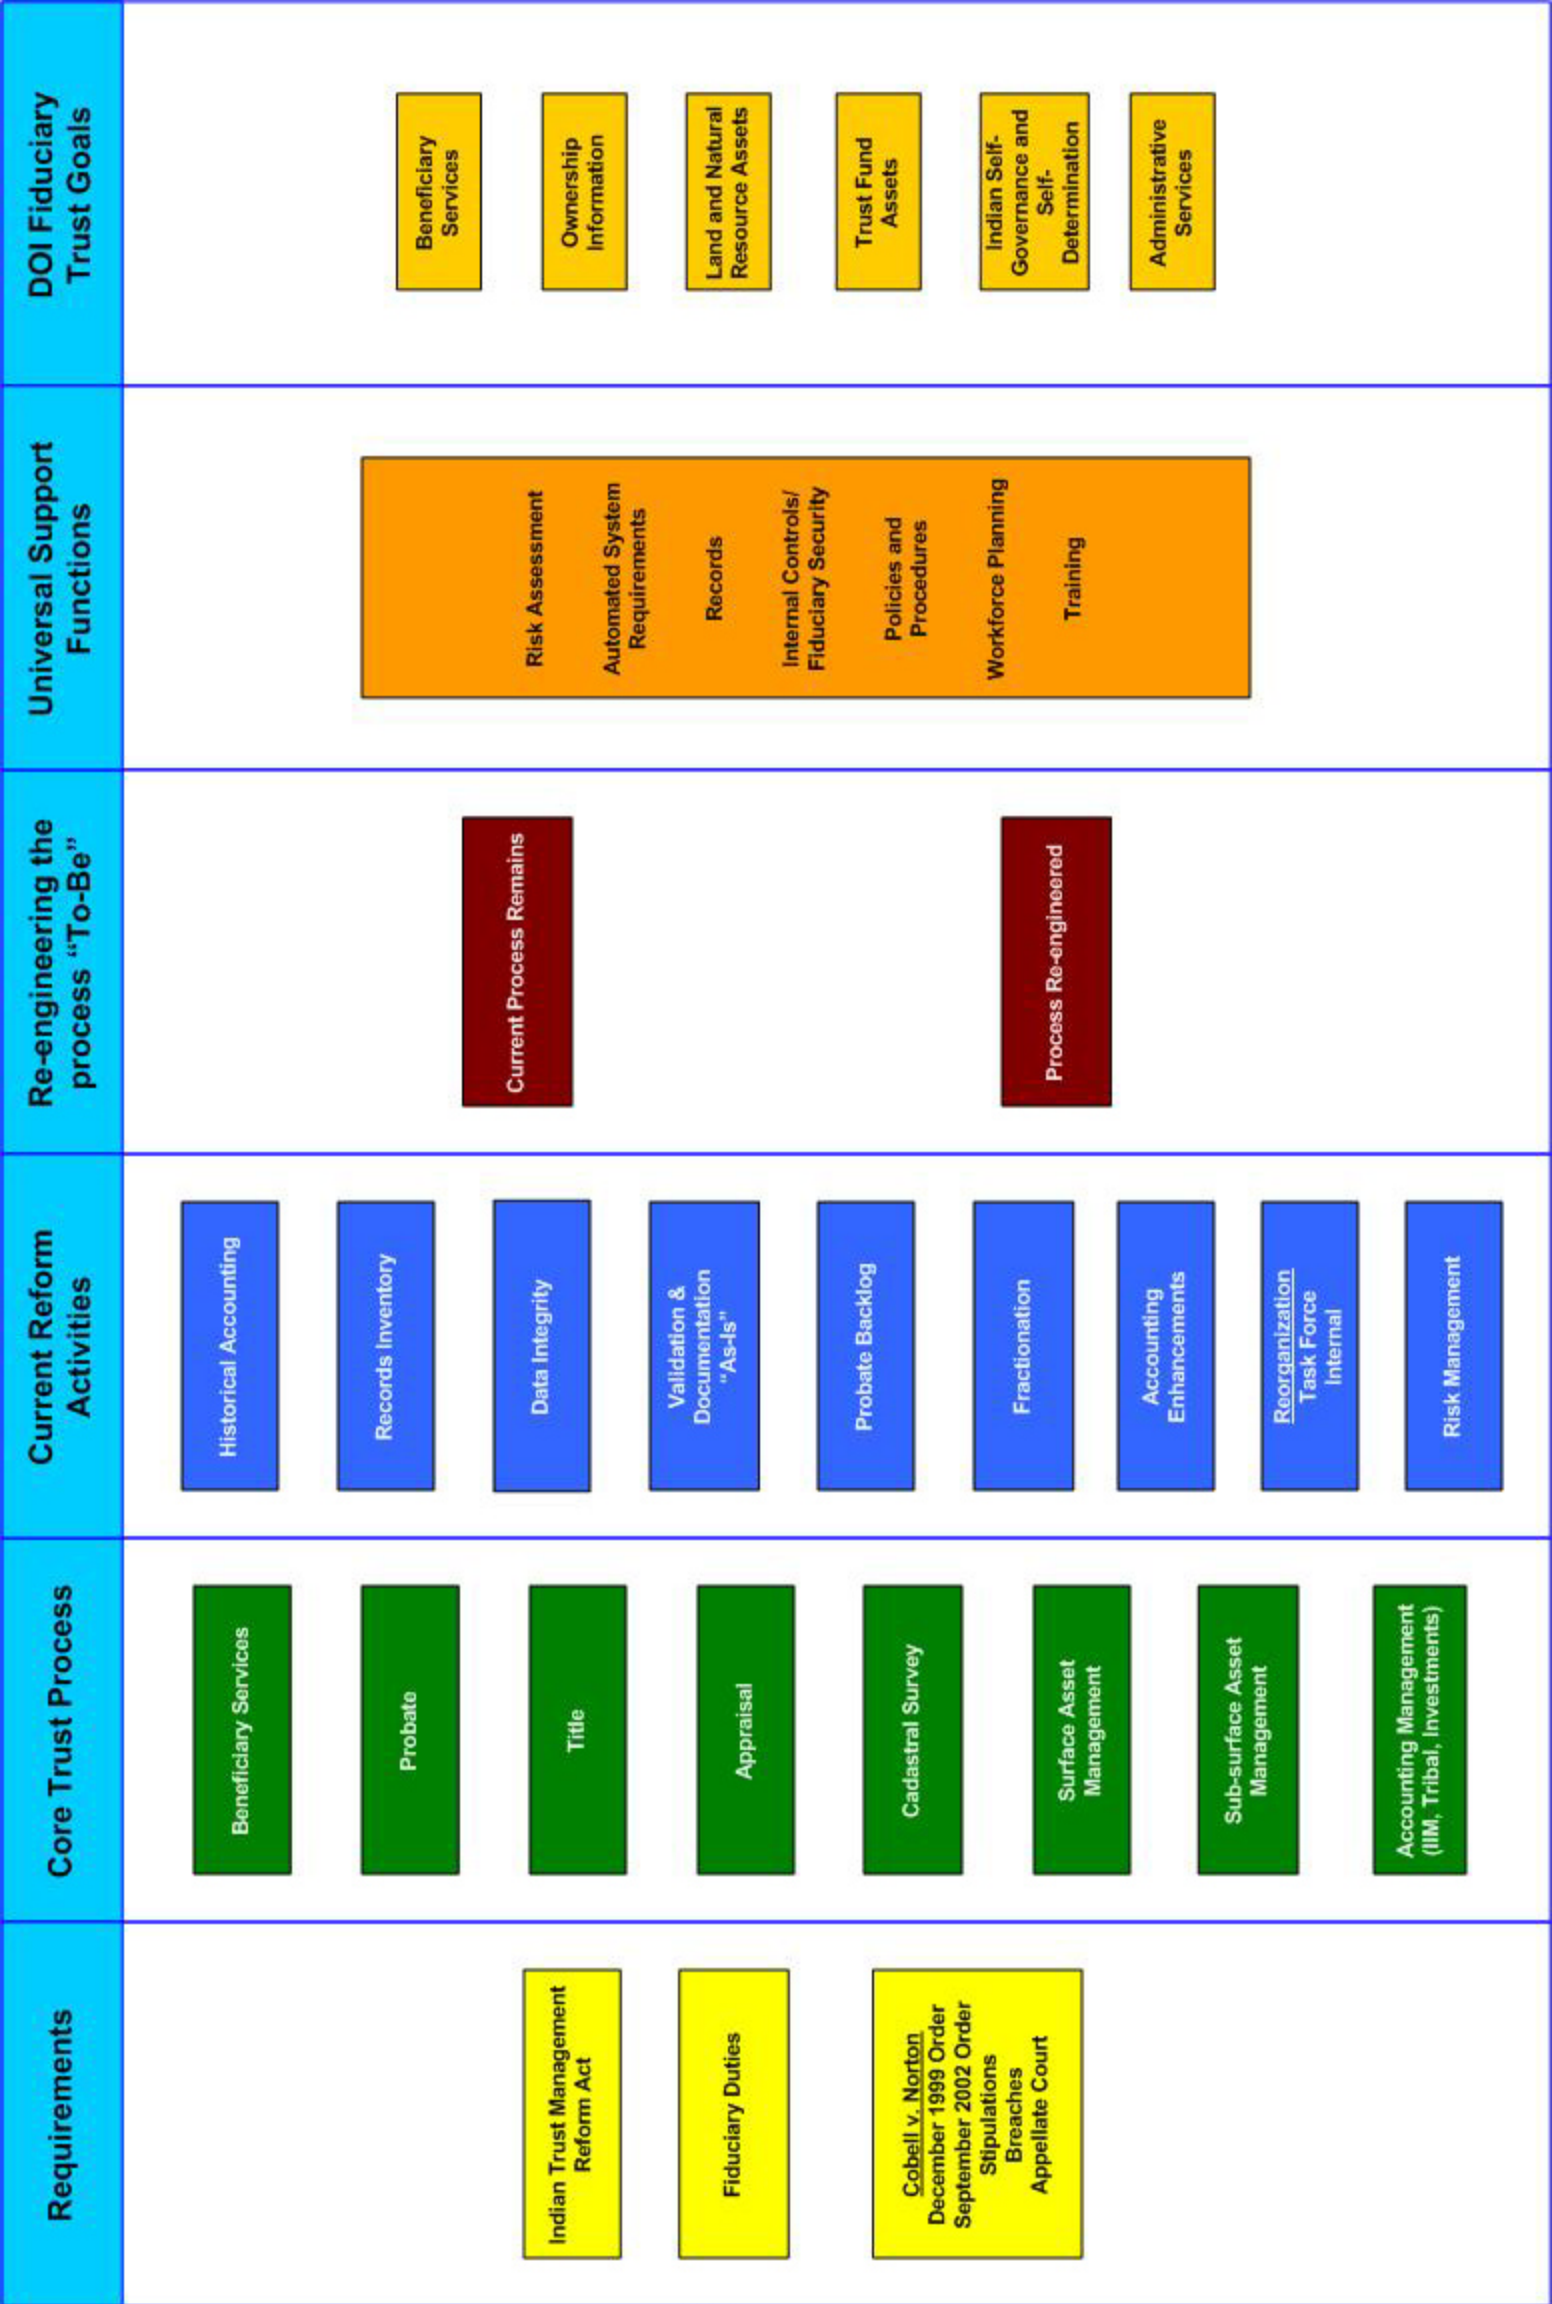 Requirements
Indian Trust Management
Reform Act
Fiduciary Duties
Cobell v. Norton
December 1999 Order
September 2002 Order
Stipulations
Breaches
Appellate Court
Core Trust Process
Beneficiary Services
Probate
Title
Appraisal
Cadastral Survey
Surface Asset
Management
Sub-surface Asset
Management
Accounting Management
(IIM, Tribal, Investments)
Current Reform
Activities
Historical Accounting
Records Inventory
Data Integrity
Validation &
Documentation
“As-Is”
Probate Backlog
Fractionation
Accounting
Enhancements
Reorganization
Task Force
Internal
Risk Management
Re-engineering the
process “To-Be”
Current Process Remains
Process Re-engineered
Universal Support
Functions
Risk Assessment
Automated System
Requirements
Records
Internal Controls/
Fiduciary Security
Policies and
Procedures
Workforce Planning
Training
DOI Fiduciary
Trust Goals
Beneficiary
Services
Ownership
Information
Land and Natural
Resource Assets
Trust Fund
Assets
Indian Self-
Governance and
Self-
Determination
Administrative
Services